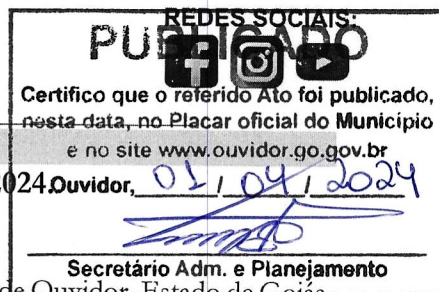 REDES SOCIAIS:
PUBLICADO
Certifico que o referido Ato foi publicado,
nesta data, no Placar oficial do Município
e no site www.ouvidor.go.gov.br
2024. Ouvidor, 01 / 04 / 2024
Secretário Adm. e Planejamento
de Ouvidor, Estado de Goiás